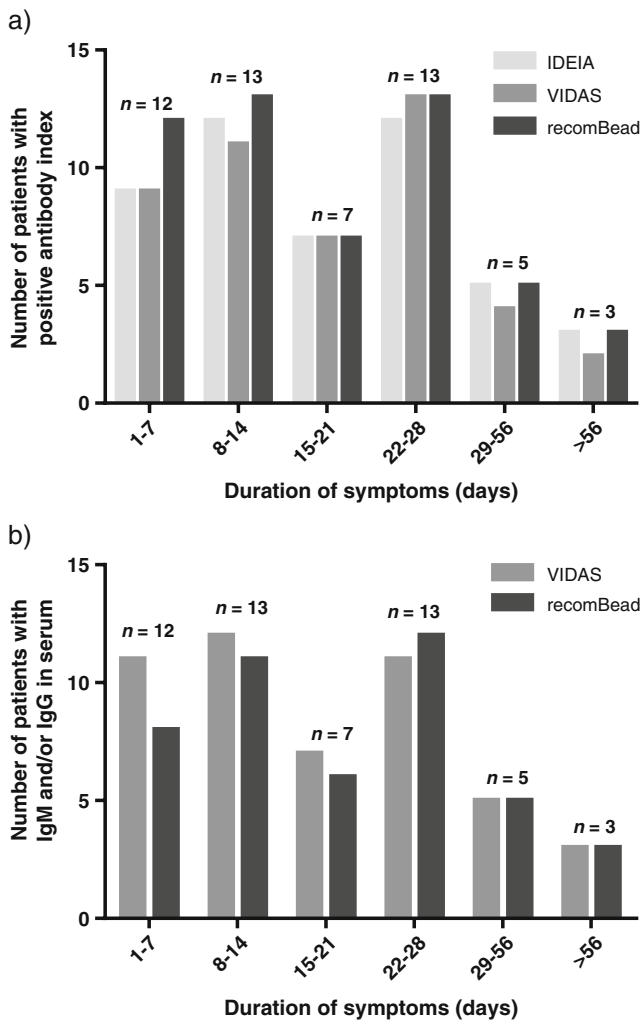 a)
Number of patients with
positive antibody index
15
10
5
0
n = 12
n = 13
n = 7
n = 13
n = 5
n = 3
IDEIA
VIDAS
recomBead
1-7
8-14
15-21
22-28
29-56
>56
Duration of symptoms (days)
b)
Number of patients with
IgM and/or IgG in serum
15
10
5
0
n = 12
n = 13
n = 7
n = 13
n = 5
n = 3
VIDAS
recomBead
1-7
8-14
15-21
22-28
29-56
>56
Duration of symptoms (days)